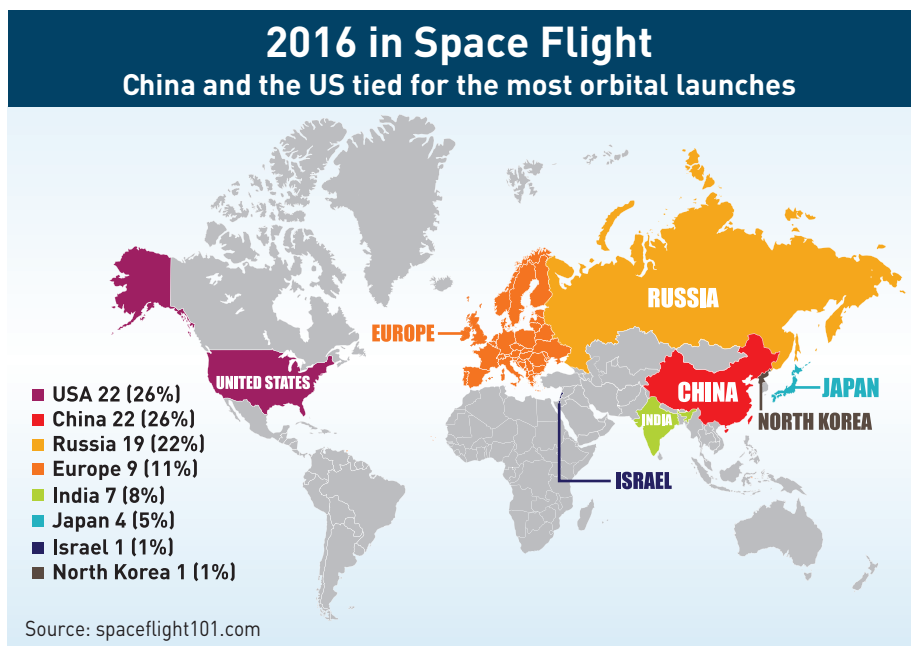 2016 in Space Flight
China and the US tied for the most orbital launches
RUSSIA
EUROPE
UNITED STATES
CHINA
JAPAN
INDIA
NORTH KOREA
ISRAEL
USA 22 (26%)
China 22 (26%)
Russia 19 (22%)
Europe 9 (11%)
India 7 (8%)
Japan 4 (5%)
Israel 1 (1%)
North Korea 1 (1%)
Source: spaceflight101.com